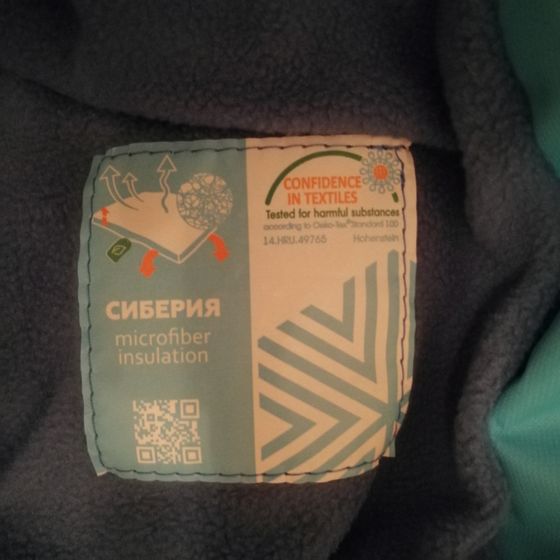 СИБЕРИЯ
microfiber
insulation
CONFIDENCE
IN TEXTILES
Tested for harmful substances
according to Oeko-Tex® Standard 100
14.HRU.49765 Hohenstein